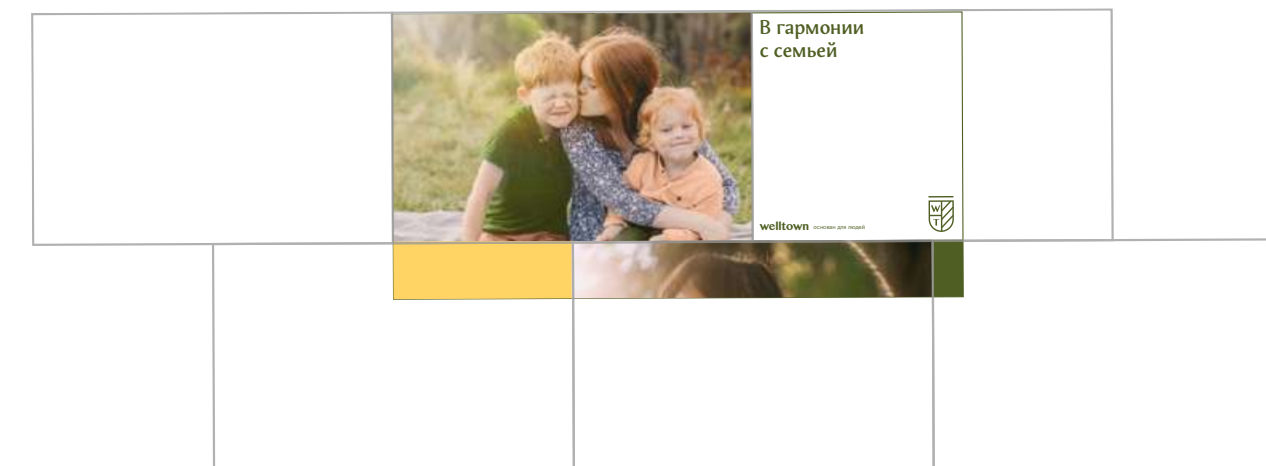 В гармонии
с семьей
welltown основан для людей
W
T